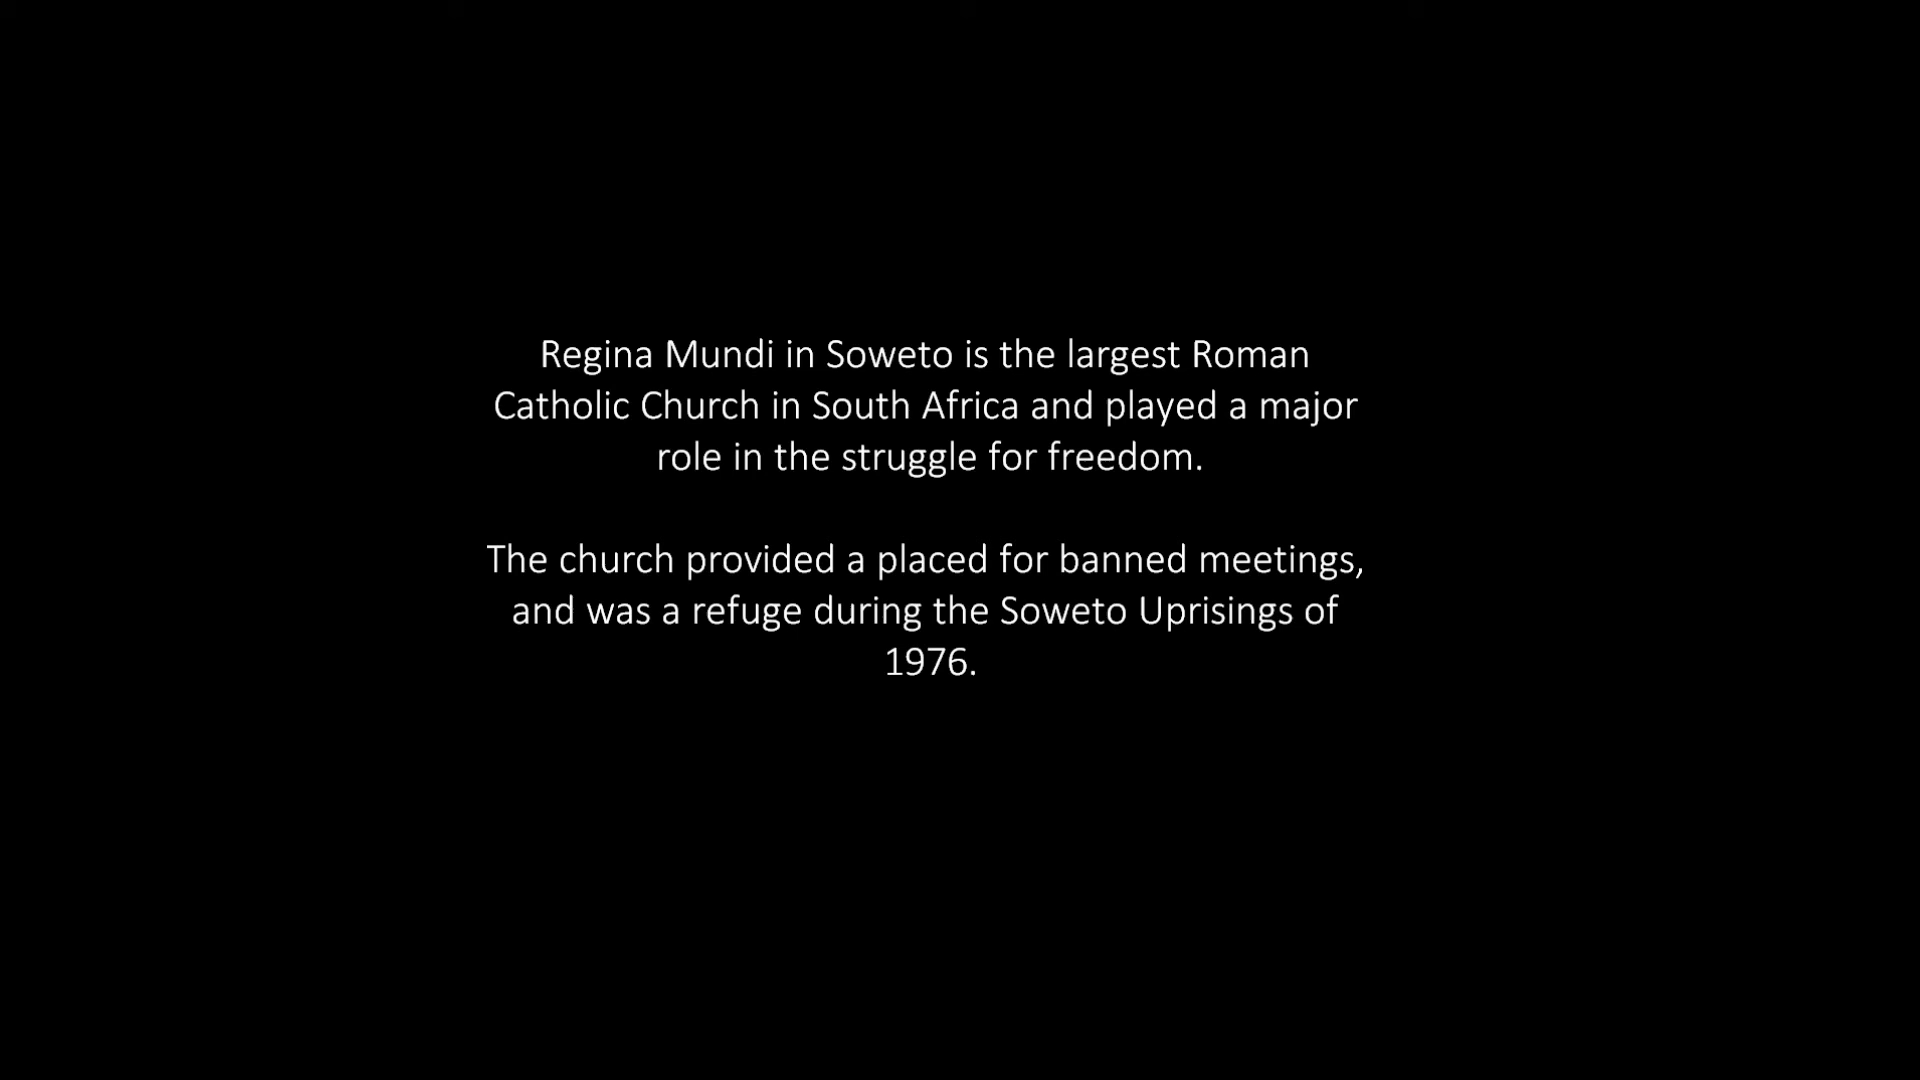 Regina Mundi in Soweto is the largest Roman
Catholic Church in South Africa and played a major
role in the struggle for freedom.
The church provided a placed for banned meetings,
and was a refuge during the Soweto Uprisings of
1976.